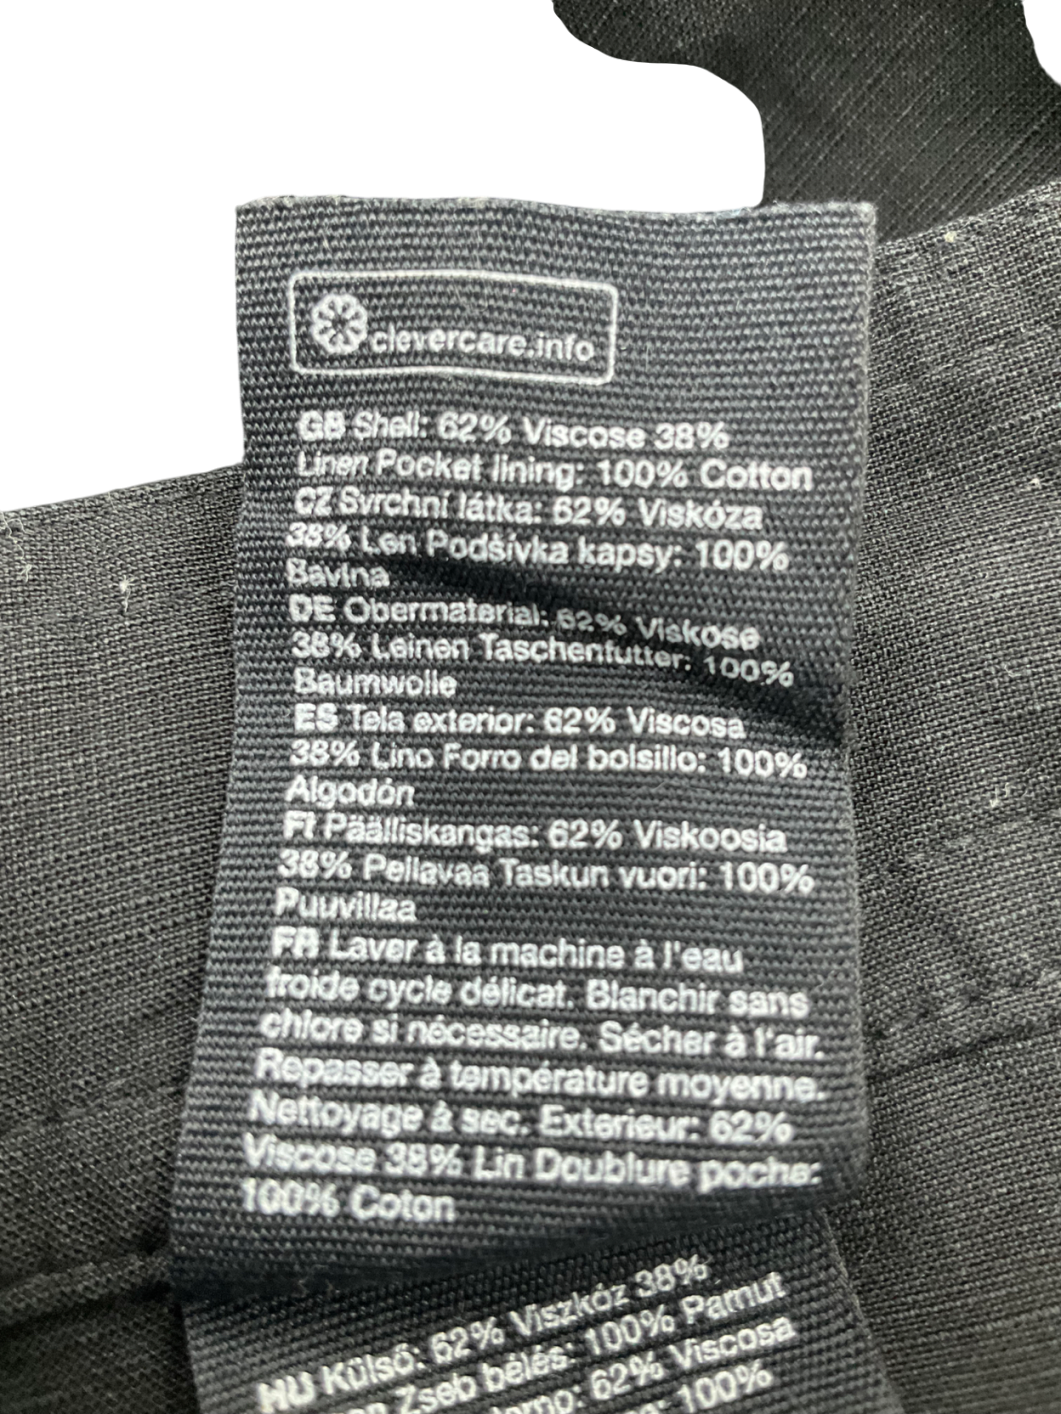 clevercare.info
GB Shell: 62% Viscose 38%
Linen Pocket lining: 100% Cotton
CZ Svrchní látka: 62% Viskóza
38% Len Podšívka kapsy: 100%
Bavlna
DE Obermaterial: 62% Viskose
38% Leinen Taschenfutter: 100%
Baumwolle
ES Tela exterior: 62% Viscosa
38% Lino Forro del bolsillo: 100%
Algodón
FI Päälliskangas: 62% Viskoosia
38% Pellavaa Taskun vuori: 100%
Puuvillaa
FR Laver à la machine à l'eau
froide cycle délicat. Blanchir sans
chlore si nécessaire. Sécher à l'air.
Repasser à température moyenne.
Nettoyage à sec. Exterieur: 62%
Viscose 38% Lin Doublure poche:
100% Coton
HU Külső: 62% Viszkóz 38%
Zseb bélés: 100% Pamut
62% Viscosa
100%